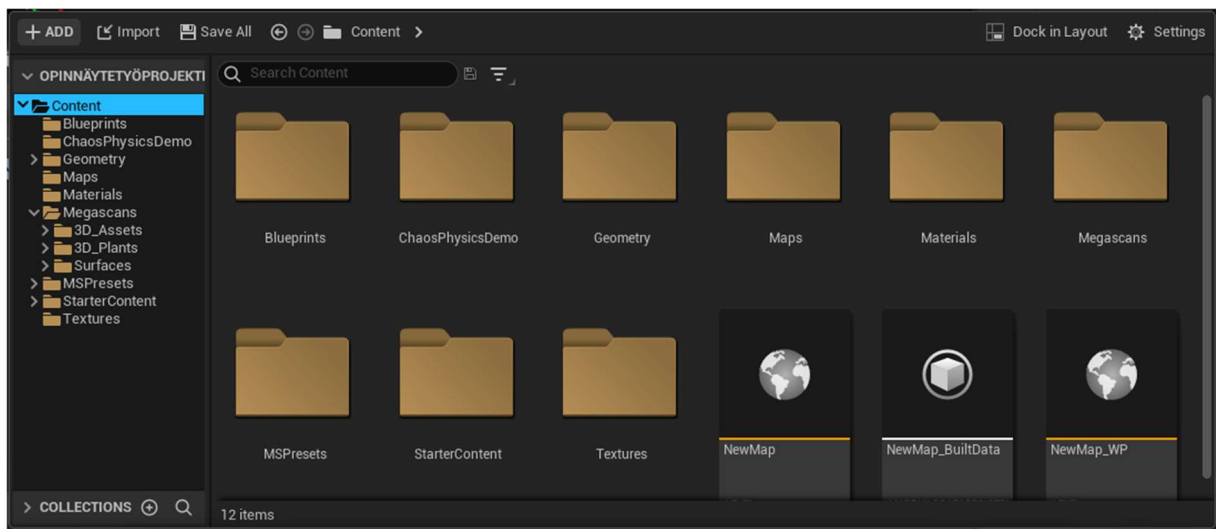 + ADD Import Save All Content > Dock in Layout Settings
OPINNÄYTETYÖPROJEKTI
Search Content
Content
Blueprints
ChaosPhysicsDemo
Geometry
Maps
Materials
Megascans
3D_Assets
3D_Plants
Surfaces
MSPresets
StarterContent
Textures
Blueprints ChaosPhysicsDemo Geometry Maps Materials Megascans
MSPresets StarterContent Textures NewMap NewMap_BuiltData NewMap_WP
COLLECTIONS
12 items